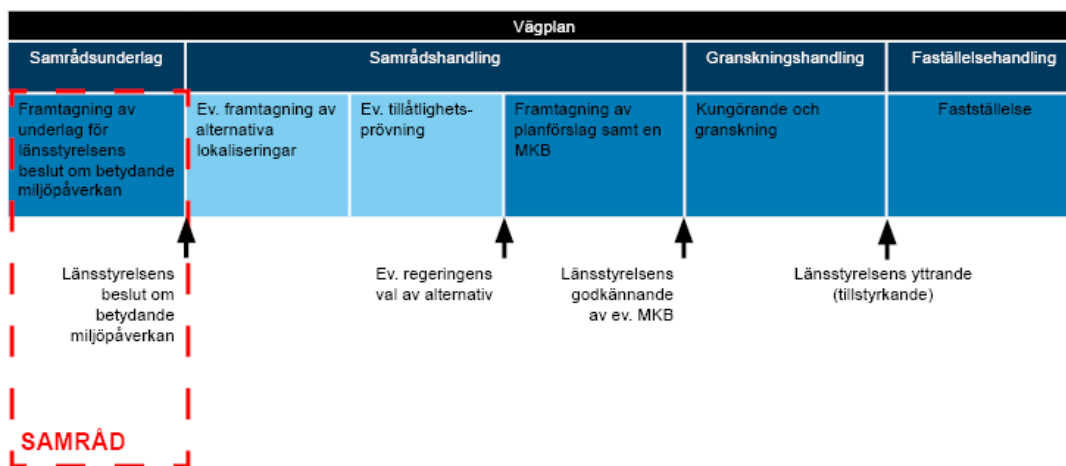 Vägplan
Samrådsunderlag
Samrådshandling
Granskningshandling
Faställelsehandling
Framtagning av
underlag för
länsstyrelsens
beslut om betydande
miljöpåverkan
Ev. framtagning av
alternativa
lokaliseringar
Ev. tillåtlighets-
prövning
Framtagning av
planförslag samt en
MKB
Kungörande och
granskning
Fastställelse
Länsstyrelsens
beslut om
betydande
miljöpåverkan
Ev. regeringens
val av alternativ
Länsstyrelsens
godkännande
av ev. MKB
Länsstyrelsens yttrande
(tillstyrkande)
SAMRÅD